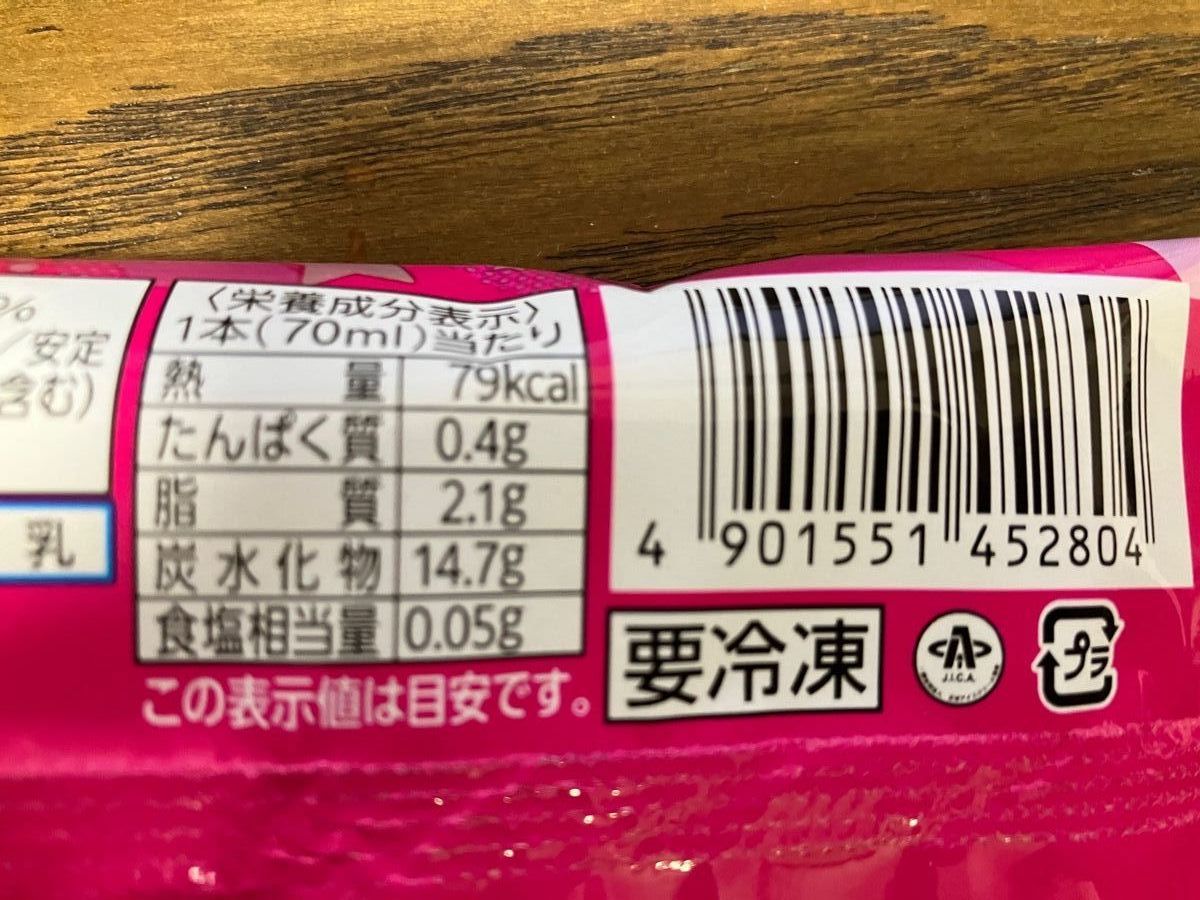 %
/安定
含む)
乳
〈栄養成分表示〉
1本(70ml)当たり
熱量 79kcal
たんぱく質 0.4g
脂質 2.1g
炭水化物 14.7g
食塩相当量 0.05g
この表示値は目安です。
4 901551 452804
要冷凍
A
J.I.C.A.
プラ